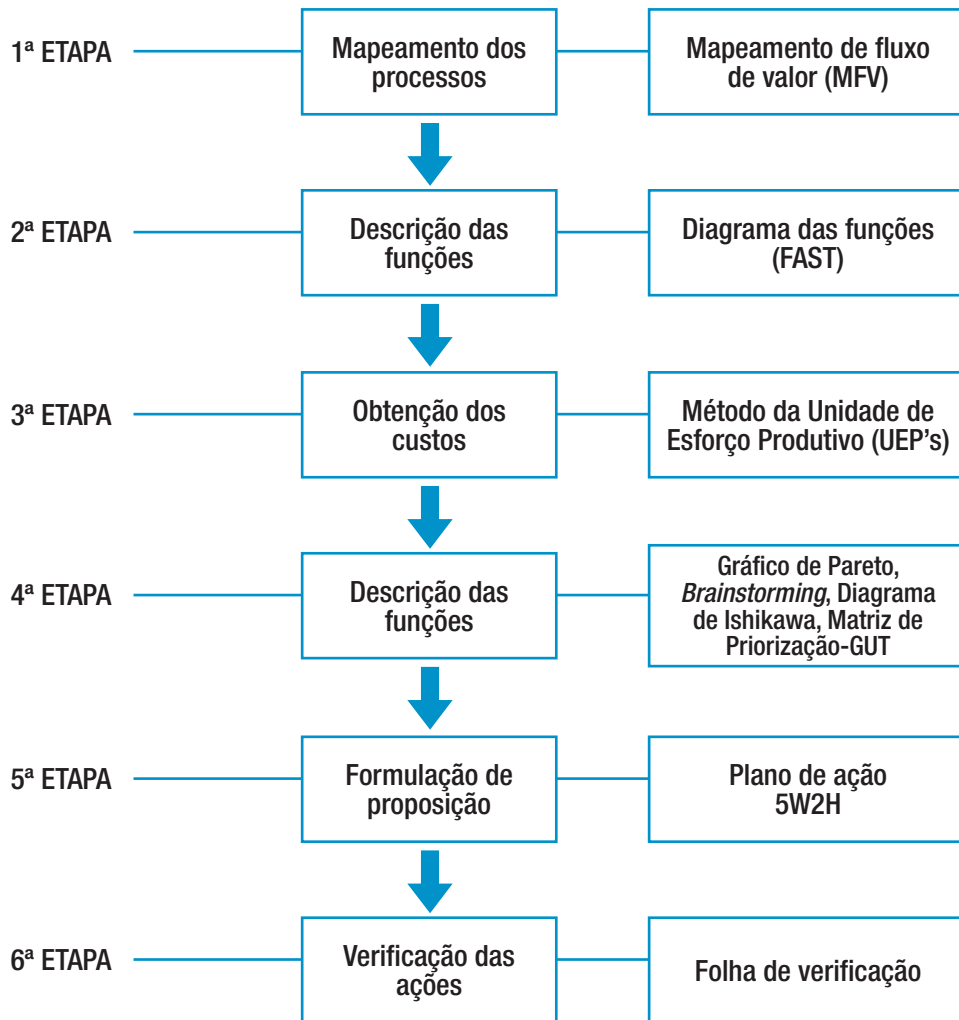 1ª ETAPA
Mapeamento dos
processos
Mapeamento de fluxo
de valor (MFV)
2ª ETAPA
Descrição das
funções
Diagrama das funções
(FAST)
3ª ETAPA
Obtenção dos
custos
Método da Unidade de
Esforço Produtivo (UEP’s)
4ª ETAPA
Descrição das
funções
Gráfico de Pareto,
Brainstorming, Diagrama
de Ishikawa, Matriz de
Priorização-GUT
5ª ETAPA
Formulação de
proposição
Plano de ação
5W2H
6ª ETAPA
Verificação das
ações
Folha de verificação